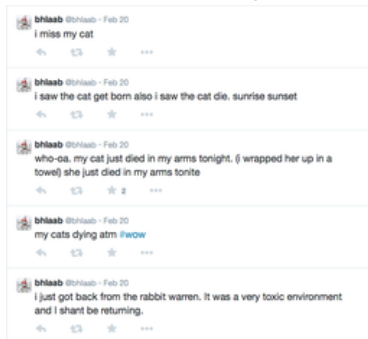 bhlaab @bhlaab · Feb 20
i miss my cat
bhlaab @bhlaab · Feb 20
i saw the cat get born also i saw the cat die. sunrise sunset
bhlaab @bhlaab · Feb 20
who-oa. my cat just died in my arms tonight. (i wrapped her up in a
towel) she just died in my arms tonite
2
bhlaab @bhlaab · Feb 20
my cats dying atm #wow
bhlaab @bhlaab · Feb 20
i just got back from the rabbit warren. It was a very toxic environment
and I shant be returning.